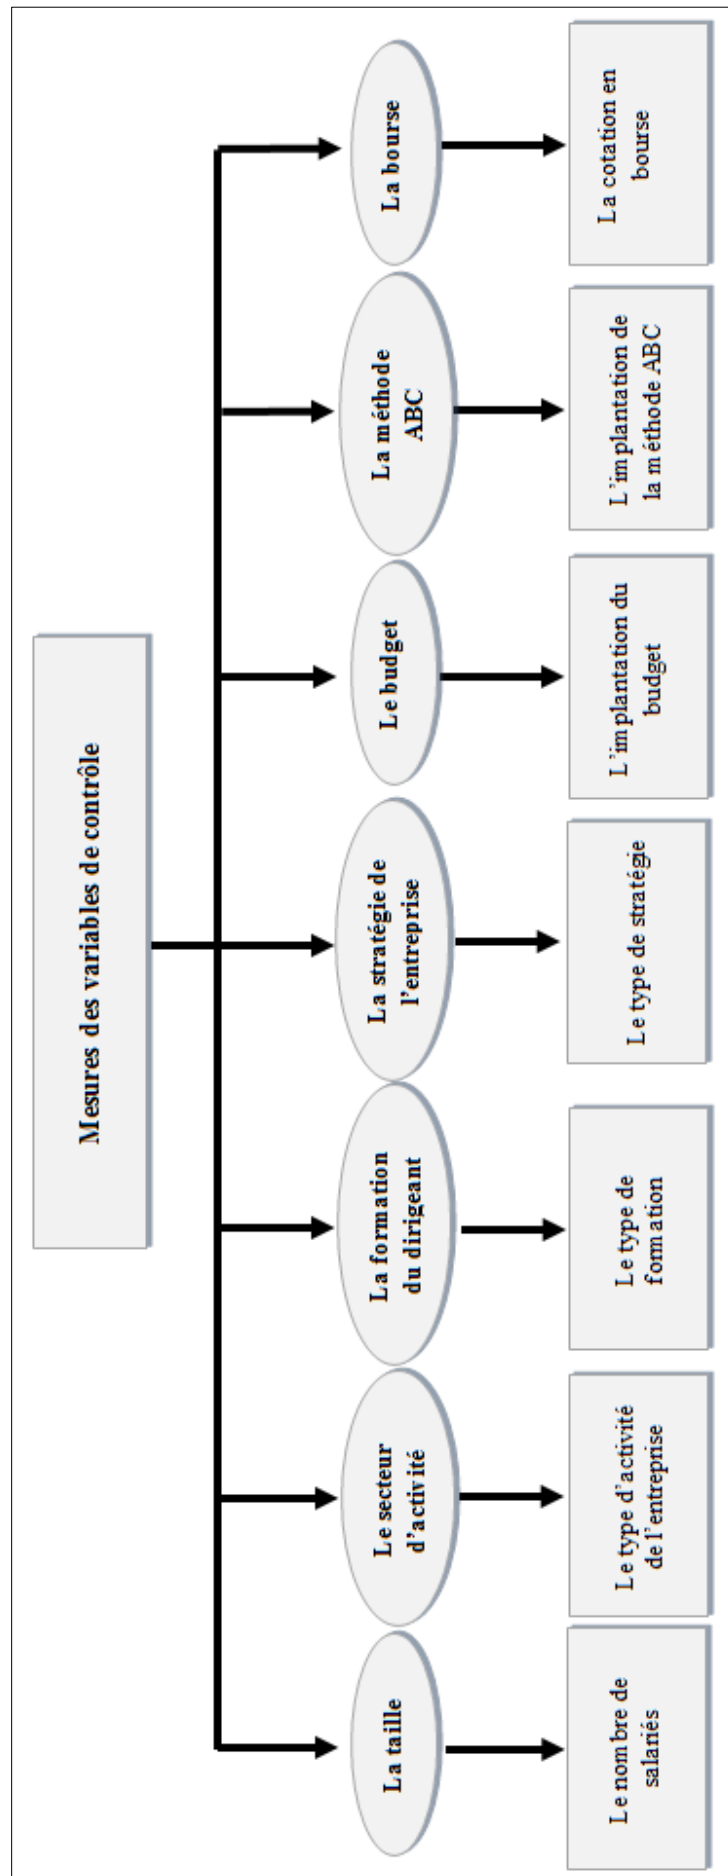 Mesures des variables de contrôle
La taille
Le secteur
d'activité
La formation
du dirigeant
La stratégie de
l'entreprise
Le budget
La méthode
ABC
La bourse
Le nombre de
salariés
Le type d'activité
de l'entreprise
Le type de
formation
Le type de stratégie
L'implantation du
budget
L'implantation de
la méthode ABC
La cotation en
bourse